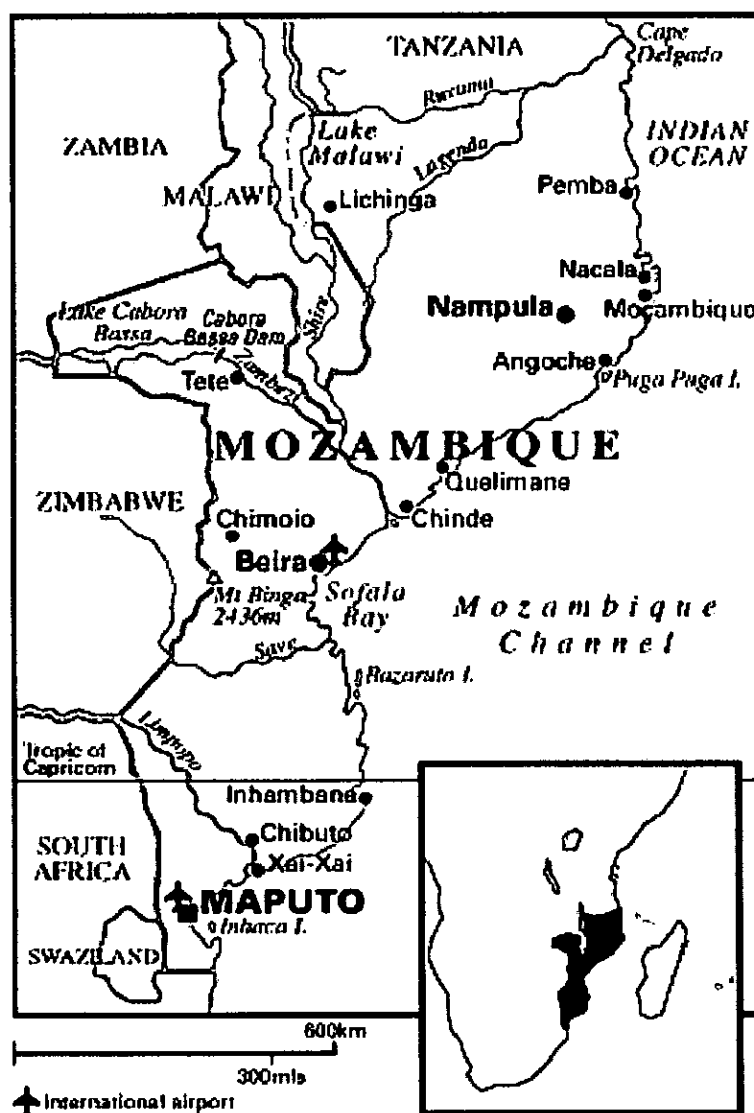 TANZANIA
Cape
Delgado
Ruvuma
ZAMBIA
Lake
Malawi
Lugenda
INDIAN
OCEAN
MALAWI
Lichinga
Pemba
Nacala
Nampula
Moçambique
Lake Cabora
Bassa
Cabora
Bassa Dam
Shire
Zambezi
Tete
Angoche
Puga Puga I.
MOZAMBIQUE
Quelimane
ZIMBABWE
Chimoio
Chinde
Beira
Mt Binga
2436m
Sofala
Bay
Mozambique
Channel
Save
Bazaruto I.
Limpopo
Tropic of
Capricorn
Inhambane
SOUTH
AFRICA
Chibuto
Xai-Xai
MAPUTO
Inhaca I.
SWAZILAND
600km
300mls
International airport